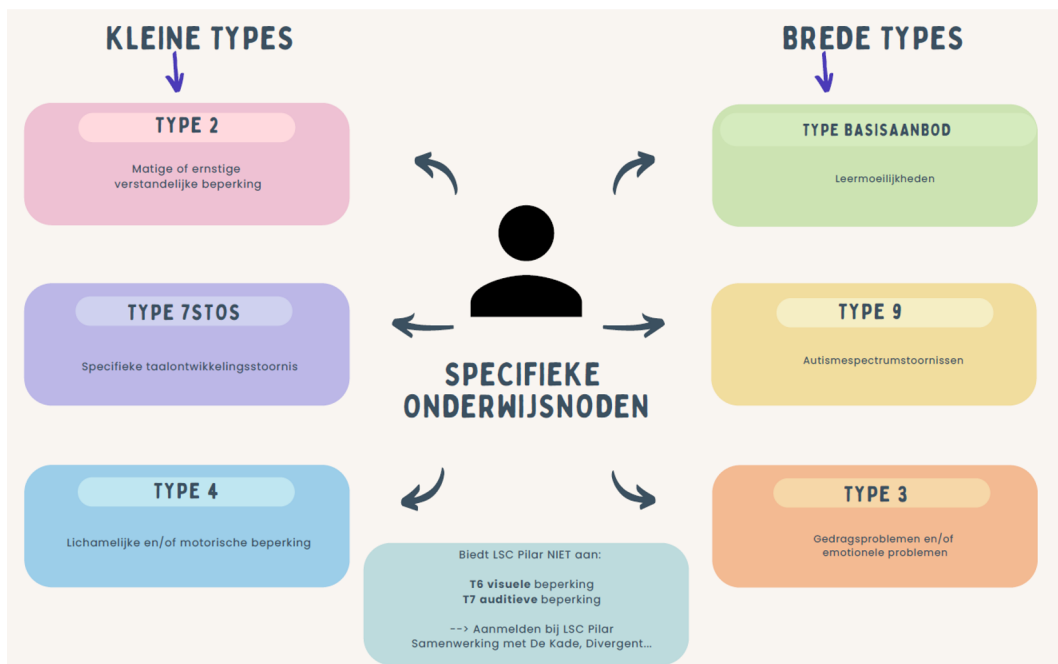 KLEINE TYPES
TYPE 2
Matige of ernstige
verstandelijke beperking
TYPE 7STOS
Specifieke taalontwikkelingsstoornis
TYPE 4
Lichamelijke en/of motorische beperking
SPECIFIEKE
ONDERWIJSNODEN
Biedt LSC Pilar NIET aan:
T6 visuele beperking
T7 auditieve beperking
--> Aanmelden bij LSC Pilar
Samenwerking met De Kade, Divergent...
BREDE TYPES
TYPE BASISAANBOD
Leermoeilijkheden
TYPE 9
Autismespectrumstoornissen
TYPE 3
Gedragsproblemen en/of
emotionele problemen